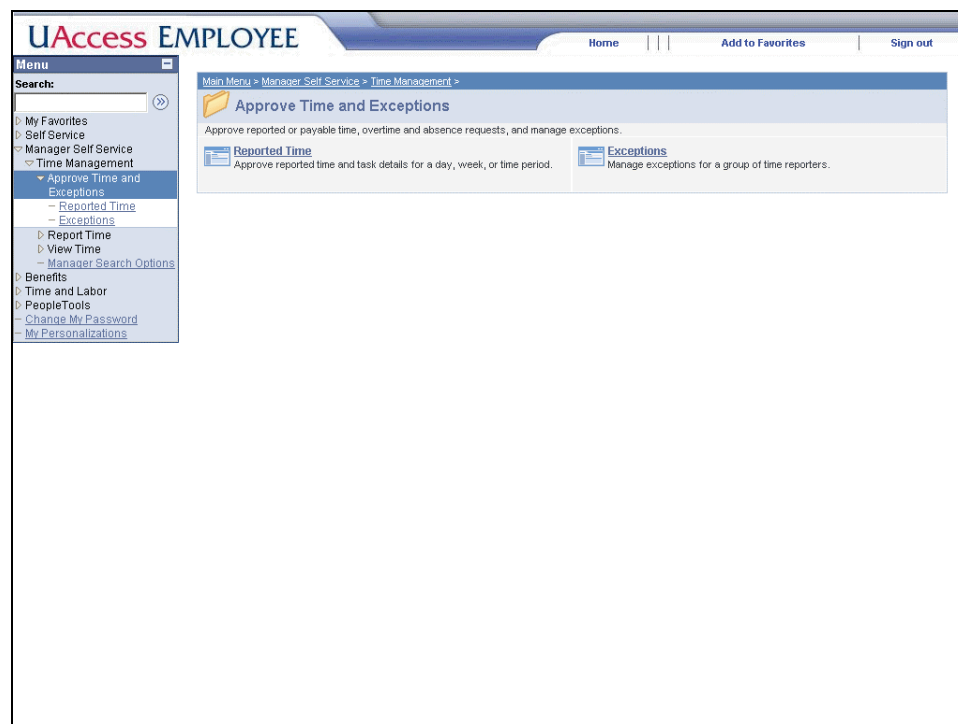 UACCESS EMPLOYEE
Home
Add to Favorites
Sign out
Menu
Search:
My Favorites
Self Service
Manager Self Service
Time Management
Approve Time and
Exceptions
Reported Time
Exceptions
Report Time
View Time
Manager Search Options
Benefits
Time and Labor
PeopleTools
Change My Password
My Personalizations
Main Menu > Manager Self Service > Time Management >
Approve Time and Exceptions
Approve reported or payable time, overtime and absence requests, and manage exceptions.
Reported Time
Approve reported time and task details for a day, week, or time period.
Exceptions
Manage exceptions for a group of time reporters.